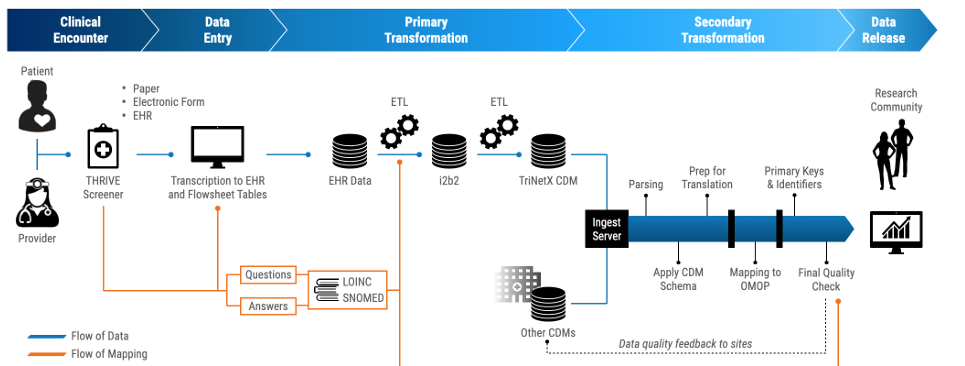 Clinical
Encounter
Data
Entry
Primary
Transformation
Secondary
Transformation
Data
Release
Patient
Paper
Electronic Form
EHR
THRIVE
Screener
Provider
Transcription to EHR
and Flowsheet Tables
EHR Data
ETL
i2b2
ETL
TriNetX CDM
Questions
Answers
LOINC
SNOMED
Ingest
Server
Other CDMs
Parsing
Prep for
Translation
Primary Keys
& Identifiers
Apply CDM
Schema
Mapping to
OMOP
Final Quality
Check
Data quality feedback to sites
Research
Community
Flow of Data
Flow of Mapping